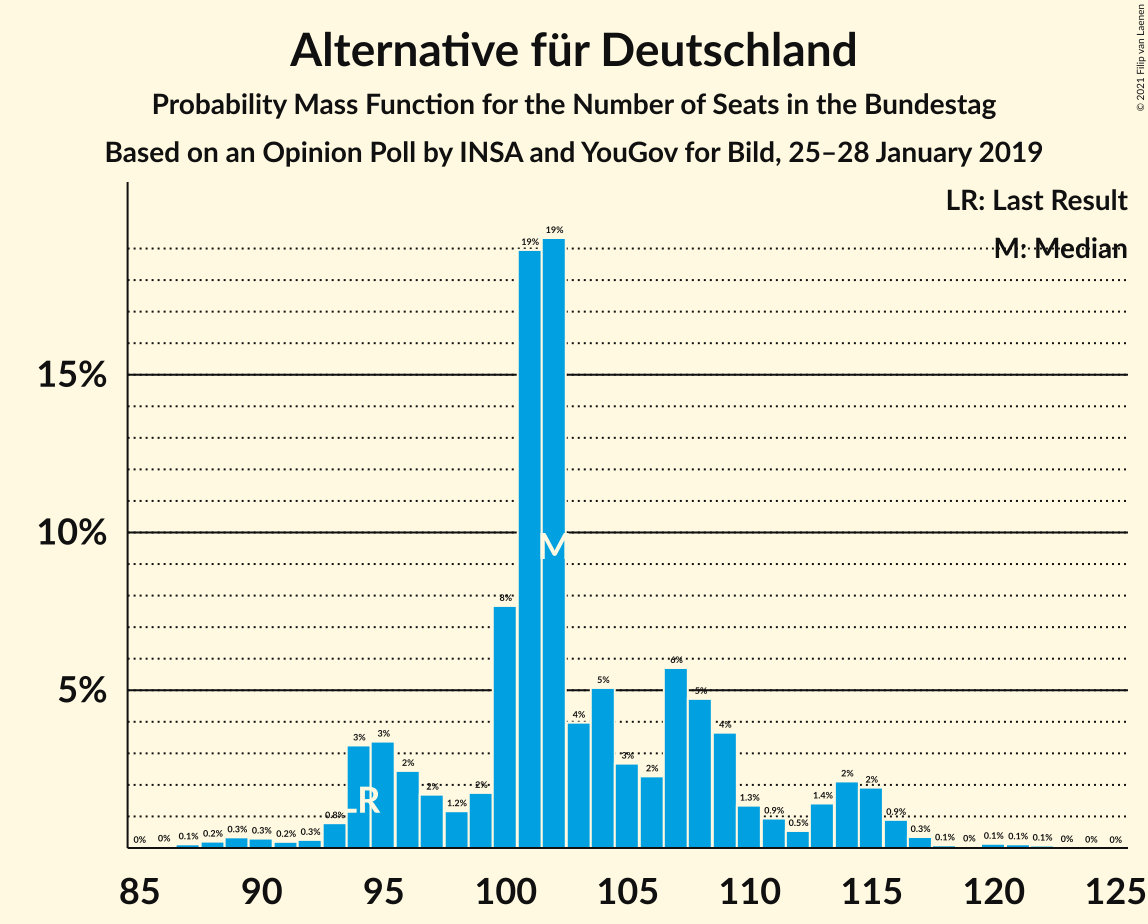 Alternative für Deutschland
Probability Mass Function for the Number of Seats in the Bundestag
Based on an Opinion Poll by INSA and YouGov for Bild, 25–28 January 2019
© 2021 Filip van Laenen
LR: Last Result
M: Median
15%
10%
5%
0% 0% 0.1% 0.2% 0.3% 0.3% 0.2% 0.3% 0.8% 3% 3% 2% 2% 1.2% 2% 8% 19% 19% 4% 5% 3% 2% 6% 5% 4% 1.3% 0.9% 0.5% 1.4% 2% 2% 0.9% 0.3% 0.1% 0% 0.1% 0.1% 0.1% 0% 0% 0%
M
LR
85 90 95 100 105 110 115 120 125